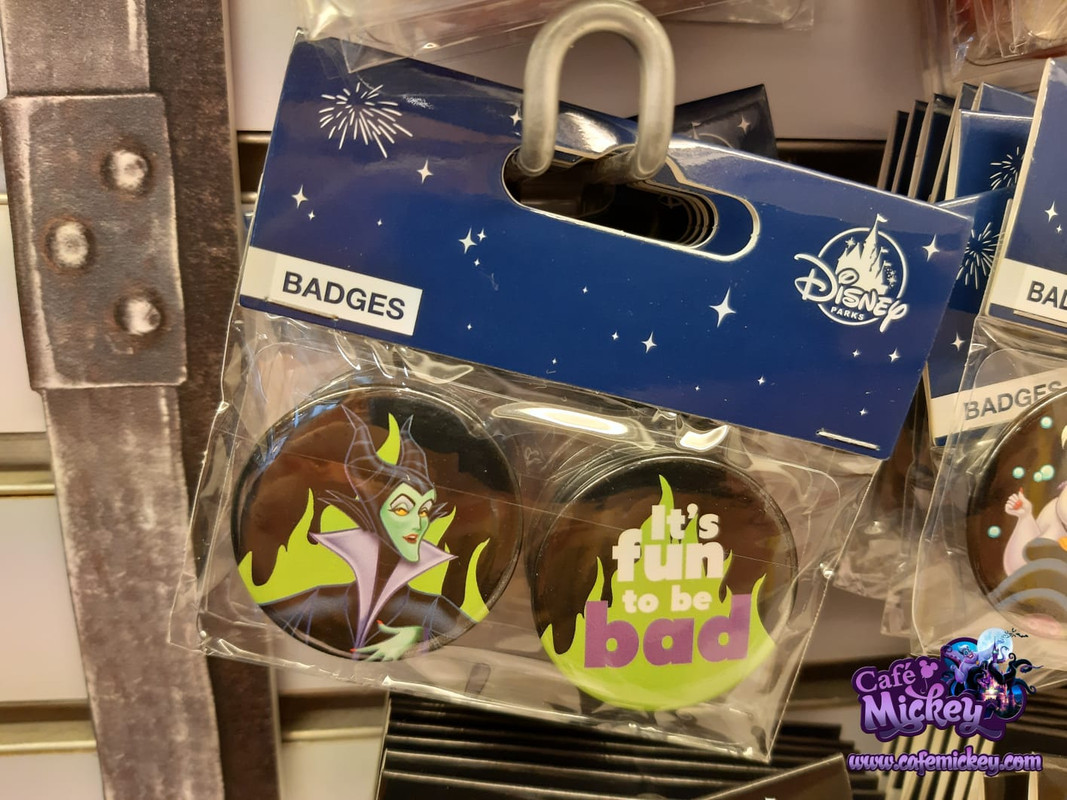 BADGES
Disney
PARKS
It's
fun
to be
bad
BAD
BADGES
Café
Mickey
www.cafemickey.com